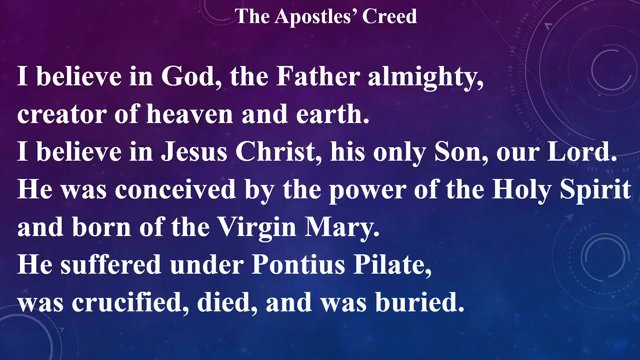 The Apostles’ Creed
I believe in God, the Father almighty,
creator of heaven and earth.
I believe in Jesus Christ, his only Son, our Lord.
He was conceived by the power of the Holy Spirit
and born of the Virgin Mary.
He suffered under Pontius Pilate,
was crucified, died, and was buried.